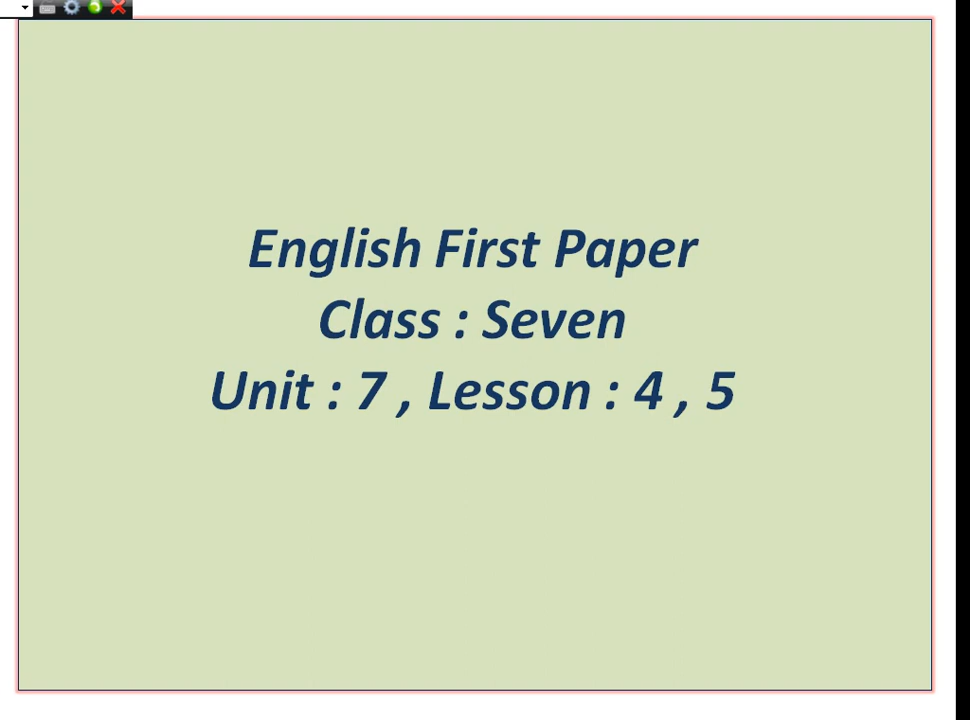 English First Paper
Class : Seven
Unit : 7 , Lesson : 4 , 5